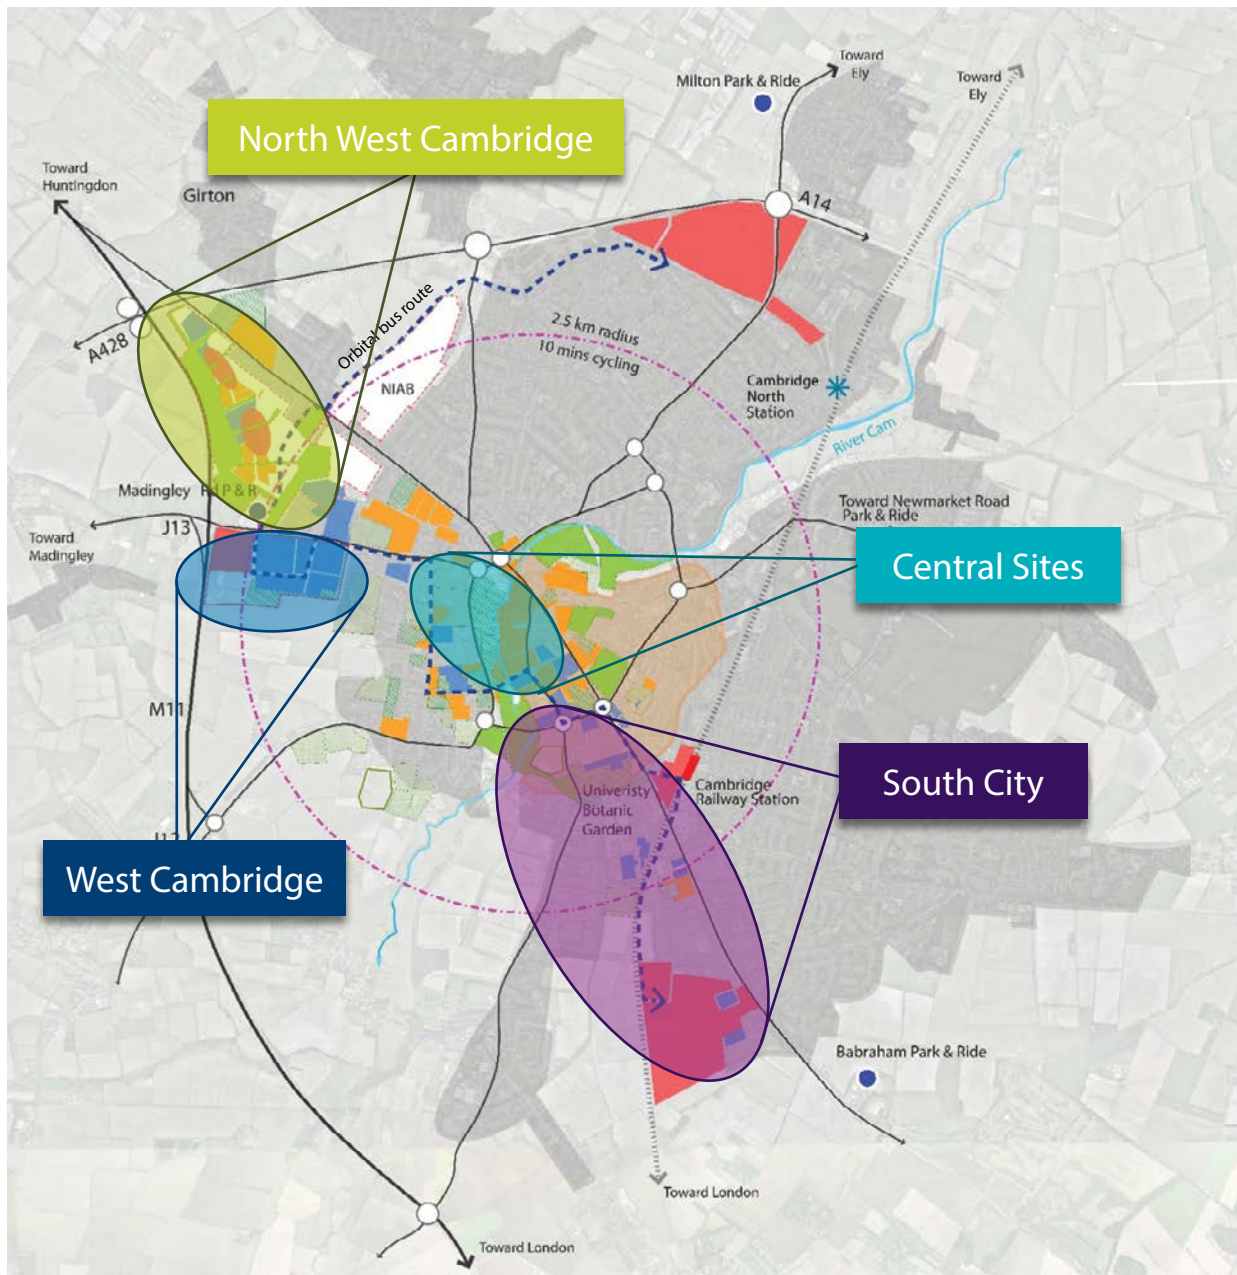 Toward
Ely
Milton Park & Ride
Toward
Ely
North West Cambridge
Toward
Huntingdon
Girton
A14
Orbital bus route
2.5 km radius
10 mins cycling
A428
NIAB
Cambridge
North
Station
River Cam
Madingley Rd P & R
J13
Toward
Madingley
Toward Newmarket Road
Park & Ride
Central Sites
M11
South City
Univeristy
Botanic
Garden
Cambridge
Railway Station
West Cambridge
Babraham Park & Ride
Toward London
Toward London